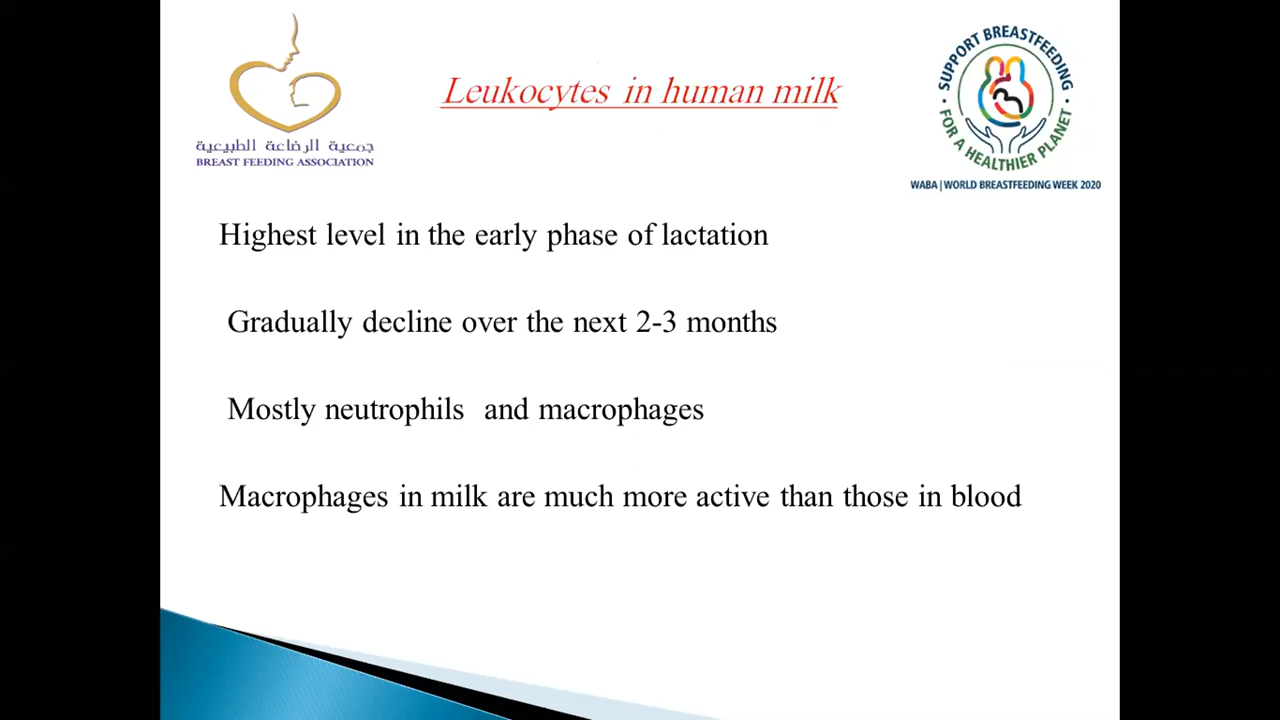 Leukocytes in human milk
جمعية الرضاعة الطبيعية
BREAST FEEDING ASSOCIATION
SUPPORT BREASTFEEDING
FOR A HEALTHIER PLANET
WABA | WORLD BREASTFEEDING WEEK 2020
Highest level in the early phase of lactation
Gradually decline over the next 2-3 months
Mostly neutrophils and macrophages
Macrophages in milk are much more active than those in blood